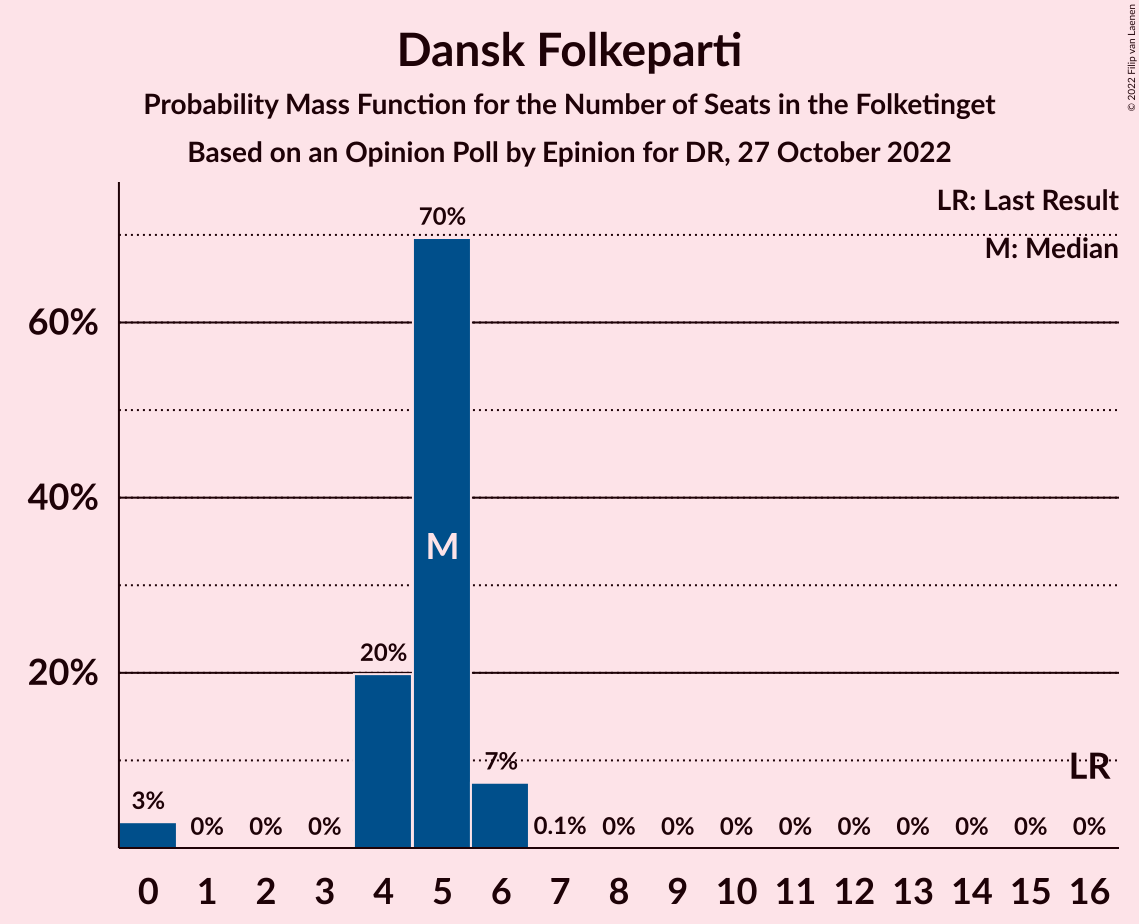 Dansk Folkeparti
Probability Mass Function for the Number of Seats in the Folketinget
Based on an Opinion Poll by Epinion for DR, 27 October 2022
© 2022 Filip van Laenen
LR: Last Result
M: Median
70%
60%
M
40%
20%
20%
7%
LR
3%
0%
0%
0%
0.1%
0%
0%
0%
0%
0%
0%
0%
0%
0%
0 1 2 3 4 5 6 7 8 9 10 11 12 13 14 15 16